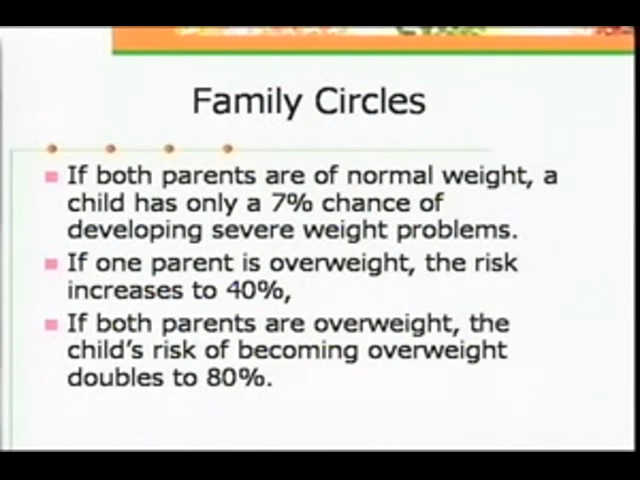 Family Circles
If both parents are of normal weight, a
child has only a 7% chance of
developing severe weight problems.
If one parent is overweight, the risk
increases to 40%,
If both parents are overweight, the
child's risk of becoming overweight
doubles to 80%.